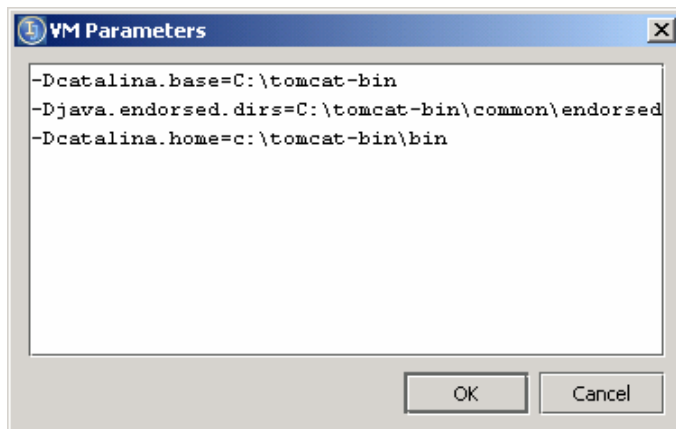 VM Parameters
-Dcatalina.base=C:\tomcat-bin
-Djava.endorsed.dirs=C:\tomcat-bin\common\endorsed
-Dcatalina.home=c:\tomcat-bin\bin
OK
Cancel